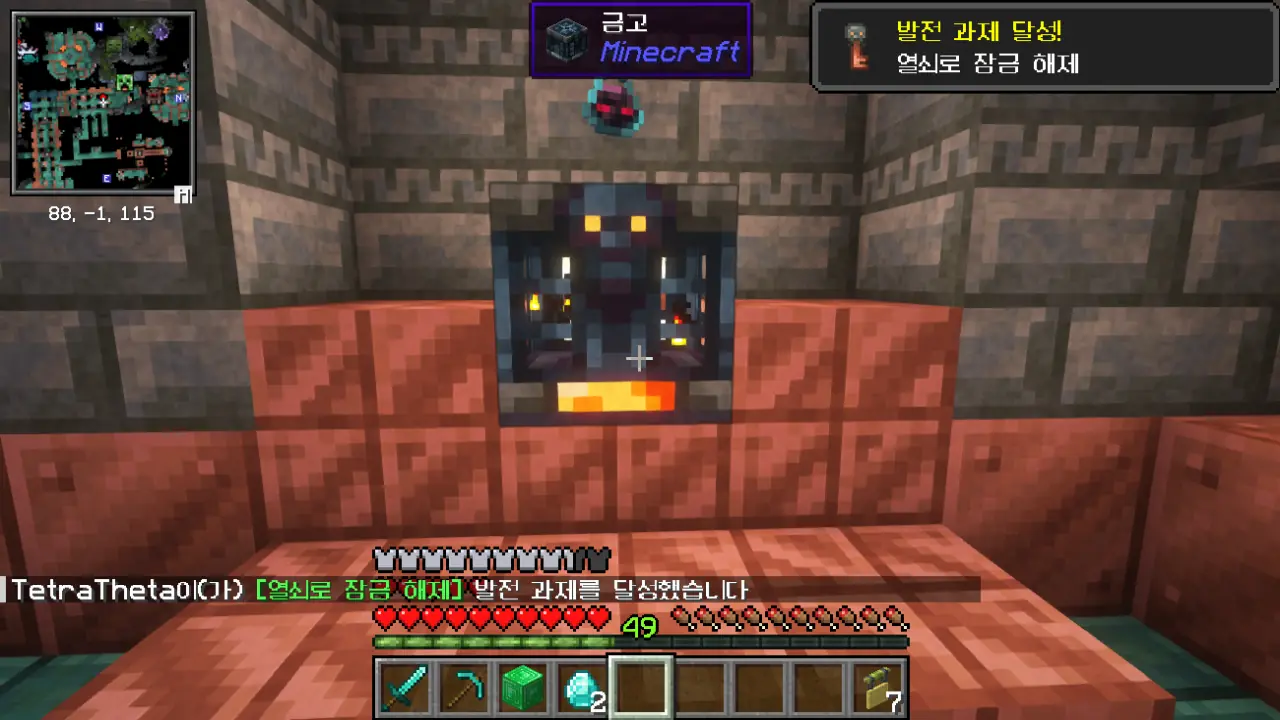 W
S
N
E
88, -1, 115
금고
Minecraft
발전 과제 달성!
열쇠로 잠금 해제
TetraTheta이(가) [열쇠로 잠금 해제] 발전 과제를 달성했습니다
49
2
7